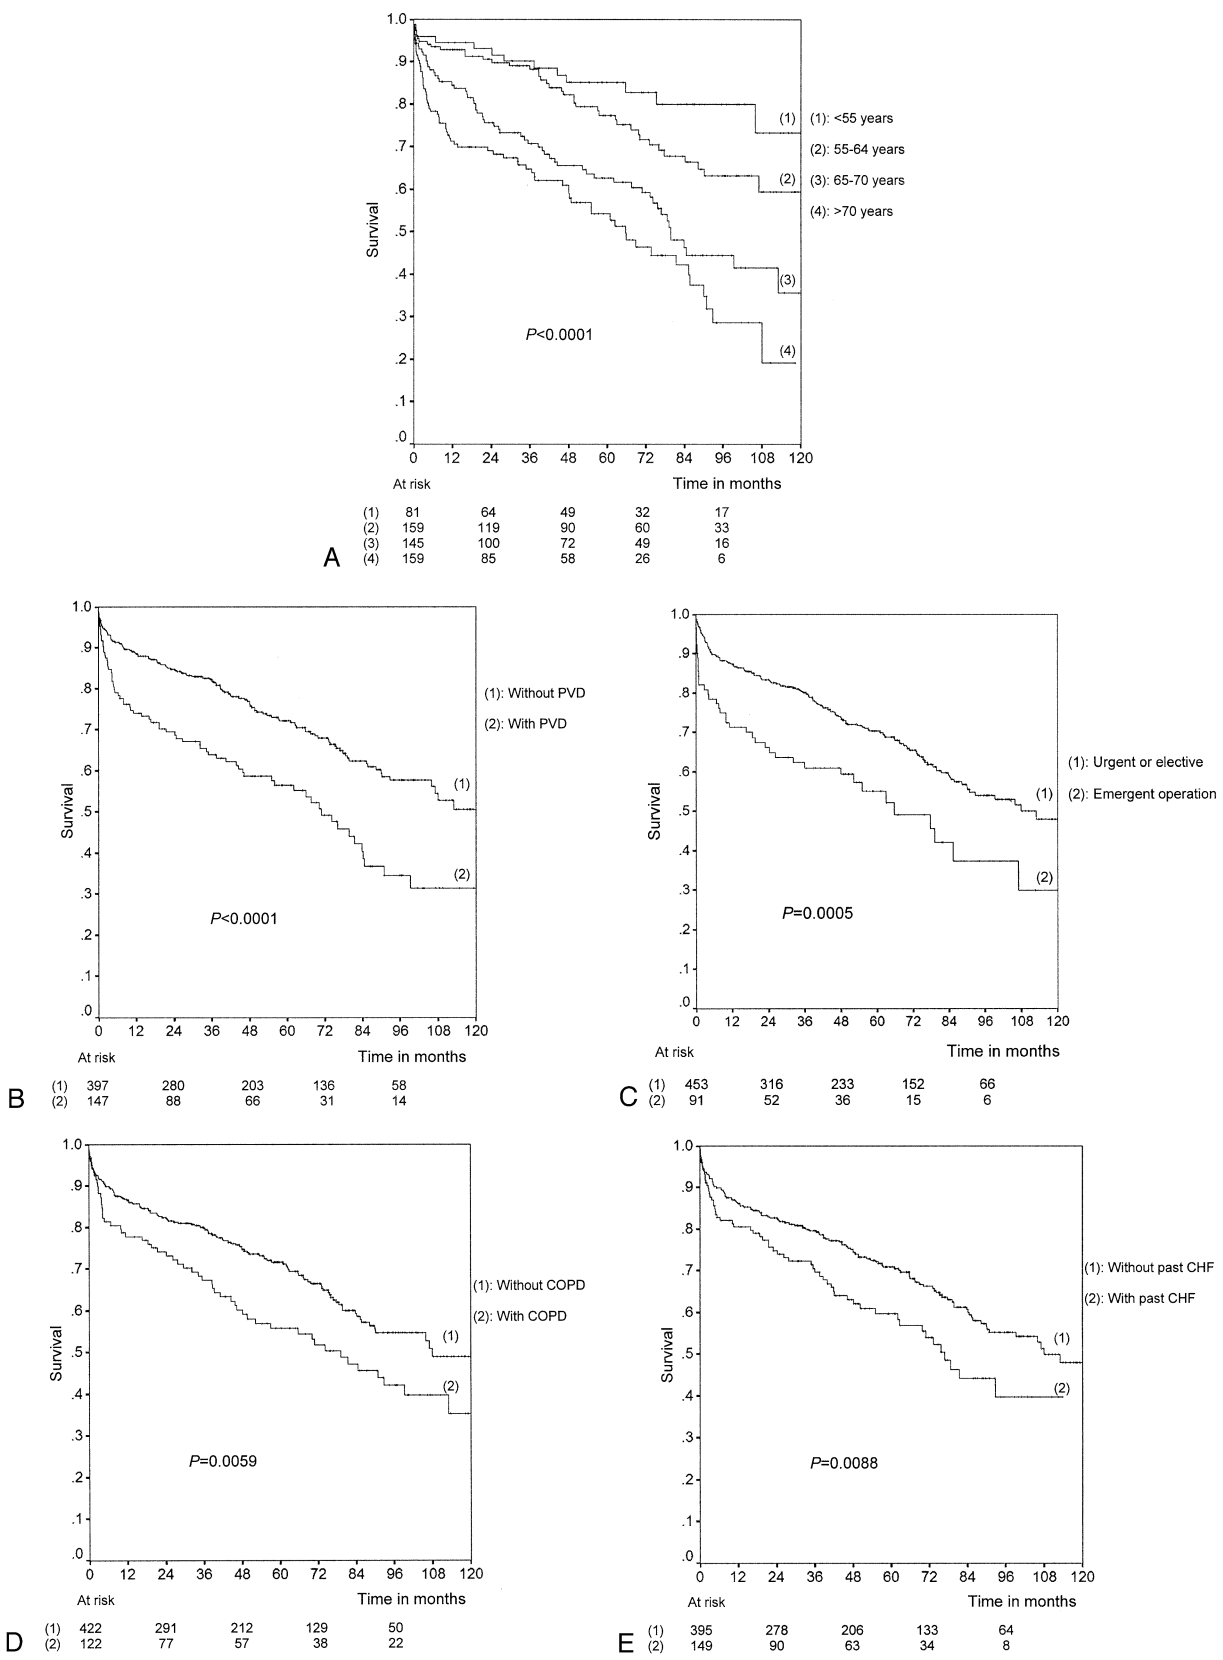 1.0
.9
.8
.7
.6
.5
.4
.3
.2
.1
.0
Survival
(1)
(2)
(3)
(4)
(1): <55 years
(2): 55-64 years
(3): 65-70 years
(4): >70 years
P<0.0001
0 12 24 36 48 60 72 84 96 108 120
At risk Time in months
(1) 81 64 49 32 17
(2) 159 119 90 60 33
(3) 145 100 72 49 16
(4) 159 85 58 26 6
A
1.0
.9
.8
.7
.6
.5
.4
.3
.2
.1
.0
Survival
(1)
(2)
(1): Without PVD
(2): With PVD
P<0.0001
0 12 24 36 48 60 72 84 96 108 120
At risk Time in months
(1) 397 280 203 136 58
(2) 147 88 66 31 14
B
1.0
.9
.8
.7
.6
.5
.4
.3
.2
.1
.0
Survival
(1)
(2)
(1): Urgent or elective
(2): Emergent operation
P=0.0005
0 12 24 36 48 60 72 84 96 108 120
At risk Time in months
(1) 453 316 233 152 66
(2) 91 52 36 15 6
C
1.0
.9
.8
.7
.6
.5
.4
.3
.2
.1
.0
Survival
(1)
(2)
(1): Without COPD
(2): With COPD
P=0.0059
0 12 24 36 48 60 72 84 96 108 120
At risk Time in months
(1) 422 291 212 129 50
(2) 122 77 57 38 22
D
1.0
.9
.8
.7
.6
.5
.4
.3
.2
.1
.0
Survival
(1)
(2)
(1): Without past CHF
(2): With past CHF
P=0.0088
0 12 24 36 48 60 72 84 96 108 120
At risk Time in months
(1) 395 278 206 133 64
(2) 149 90 63 34 8
E